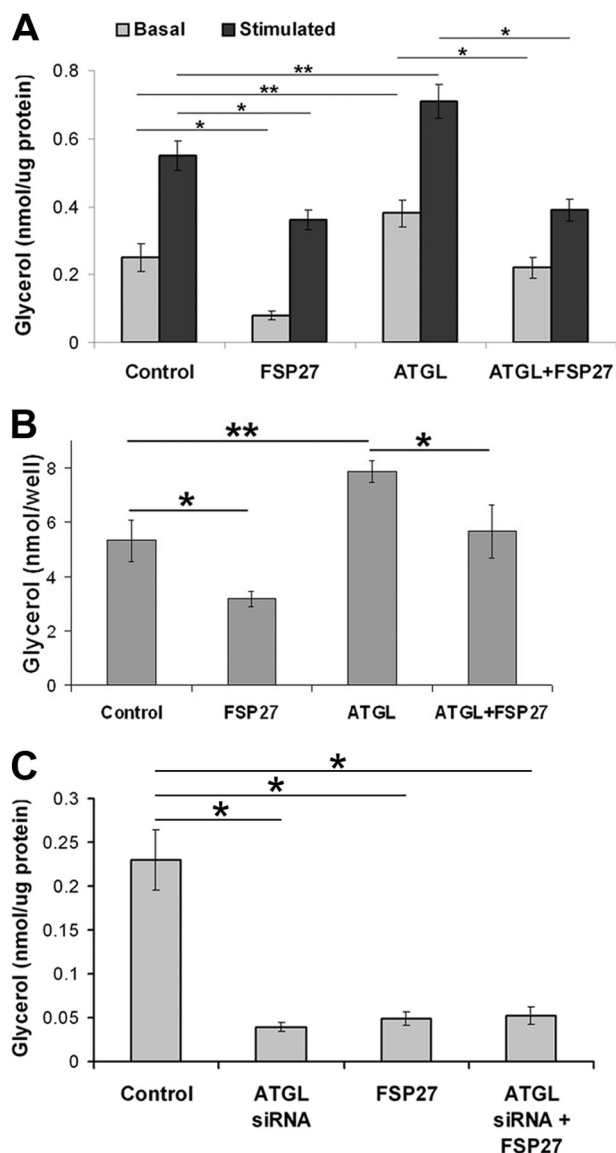 A
Basal Stimulated
**
*
**
*
*
*
0.8
0.6
0.4
0.2
0
Glycerol (nmol/ug protein)
Control FSP27 ATGL ATGL+FSP27
B
**
*
*
8
6
4
2
0
Glycerol (nmol/well)
Control FSP27 ATGL ATGL+FSP27
C
*
*
*
0.3
0.25
0.2
0.15
0.1
0.05
0
Glycerol (nmol/ug protein)
Control ATGL FSP27 ATGL
siRNA siRNA +
FSP27